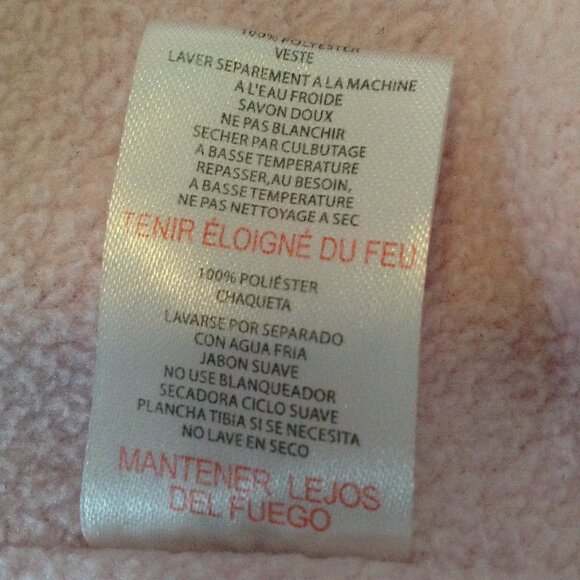 100% POLYESTER
VESTE
LAVER SEPAREMENT A LA MACHINE
A L'EAU FROIDE
SAVON DOUX
NE PAS BLANCHIR
SECHER PAR CULBUTAGE
A BASSE TEMPERATURE
REPASSER, AU BESOIN,
A BASSE TEMPERATURE
NE PAS NETTOYAGE A SEC
TENIR ÉLOIGNÉ DU FEU
100% POLIÉSTER
CHAQUETA
LAVARSE POR SEPARADO
CON AGUA FRIA
JABON SUAVE
NO USE BLANQUEADOR
SECADORA CICLO SUAVE
PLANCHA TIBIA SI SE NECESITA
NO LAVE EN SECO
MANTENER LEJOS
DEL FUEGO